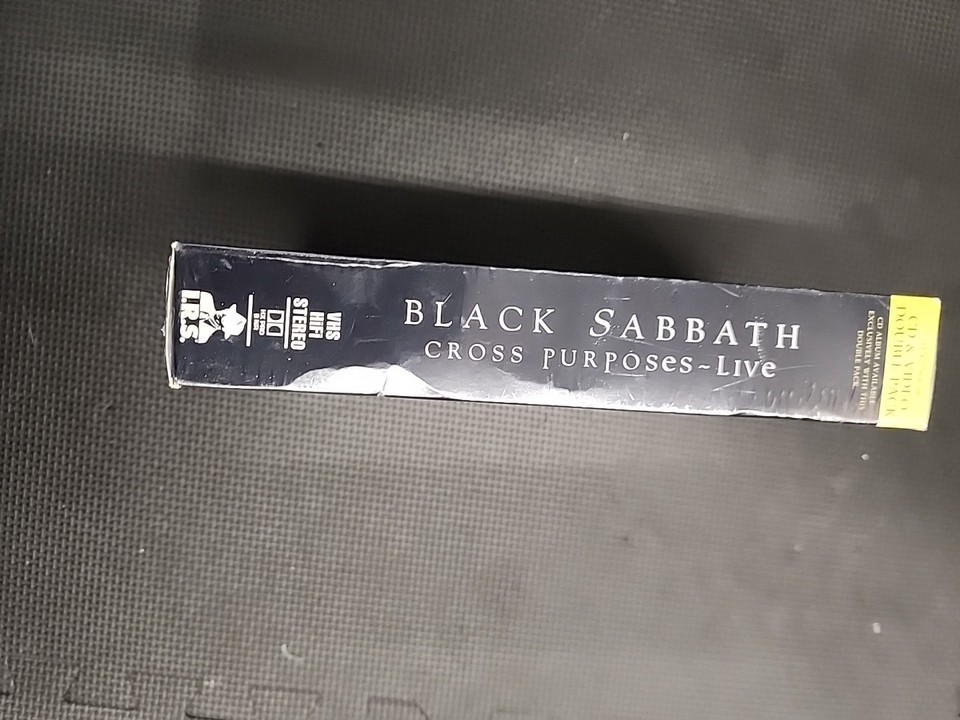 BLACK SABBATH
CROSS PURPOSES~LIVE
VHS
HIFI
STEREO
I.R.S.
CD & VIDEO
DOUBLE PACK
CD ALBUM AVAILABLE
EXCLUSIVELY WITH THIS
DOUBLE PACK